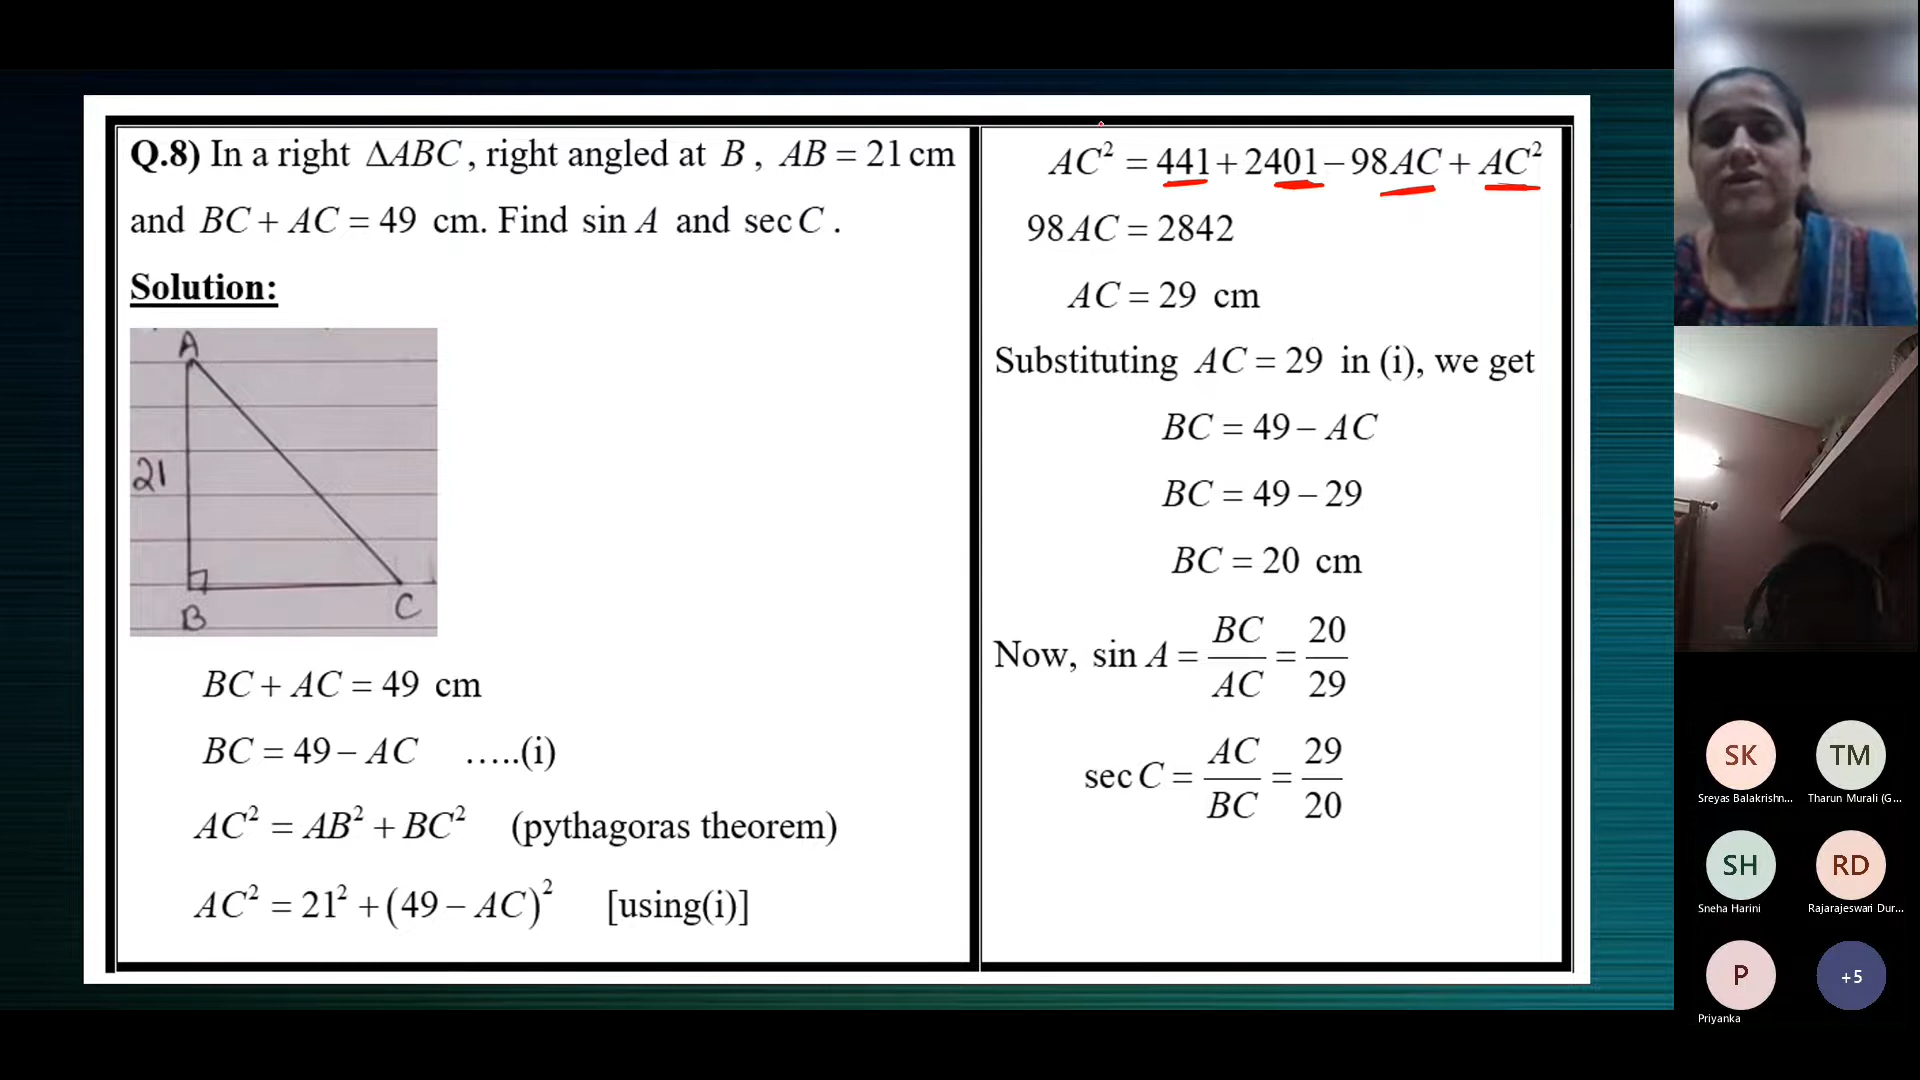 Q.8) In a right ΔABC, right angled at B, AB = 21 cm
and BC + AC = 49 cm. Find sin A and sec C.
Solution:
A
21
B
C
BC + AC = 49 cm
BC = 49 − AC …..(i)
AC² = AB² + BC² (pythagoras theorem)
AC² = 21² + (49 − AC)² [using(i)]
AC² = 441 + 2401 − 98AC + AC²
98AC = 2842
AC = 29 cm
Substituting AC = 29 in (i), we get
BC = 49 − AC
BC = 49 − 29
BC = 20 cm
Now, sin A = BC/AC = 20/29
sec C = AC/BC = 29/20
SK
TM
Sreyas Balakrishn...
Tharun Murali (G...
SH
RD
Sneha Harini
Rajarajeswari Dur...
P
+5
Priyanka